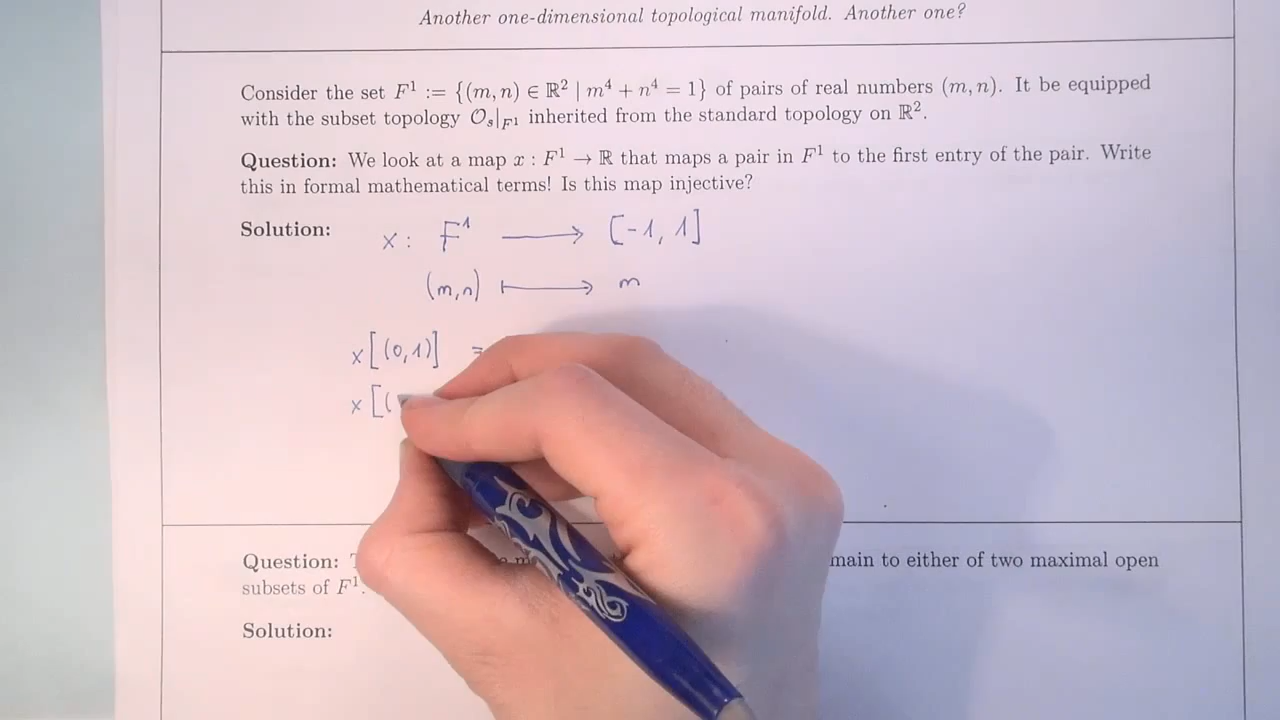 Another one-dimensional topological manifold. Another one?
Consider the set F¹ := {(m, n) ∈ ℝ² | m⁴ + n⁴ = 1} of pairs of real numbers (m, n). It be equipped
with the subset topology 𝒪ₛ|F¹ inherited from the standard topology on ℝ².
Question: We look at a map x : F¹ → ℝ that maps a pair in F¹ to the first entry of the pair. Write
this in formal mathematical terms! Is this map injective?
Solution: x : F¹ ⟶ [-1, 1]
(m,n) ⟼ m
x[(0,1)] =
x[(
Question: main to either of two maximal open
subsets of F¹.
Solution: